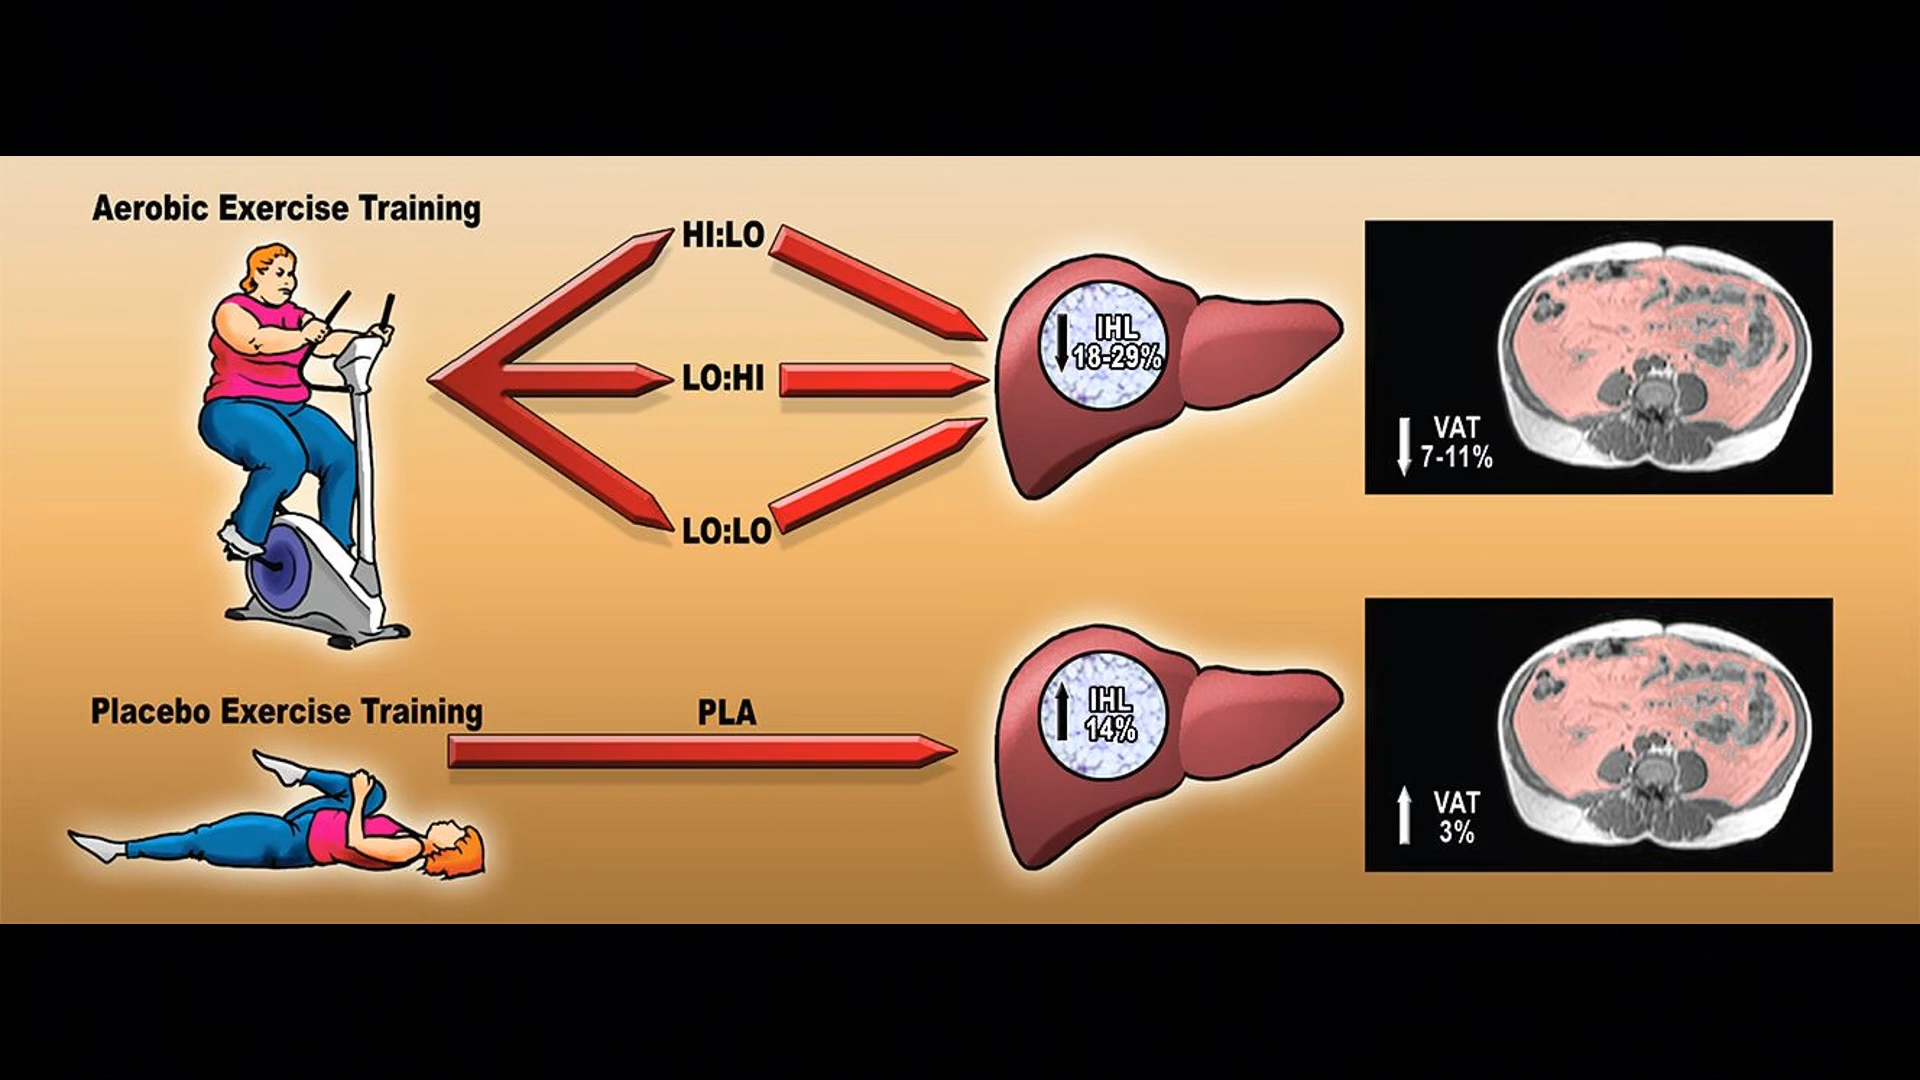 Aerobic Exercise Training
HI:LO
LO:HI
LO:LO
IHL
18-29%
VAT
7-11%
Placebo Exercise Training
PLA
IHL
14%
VAT
3%